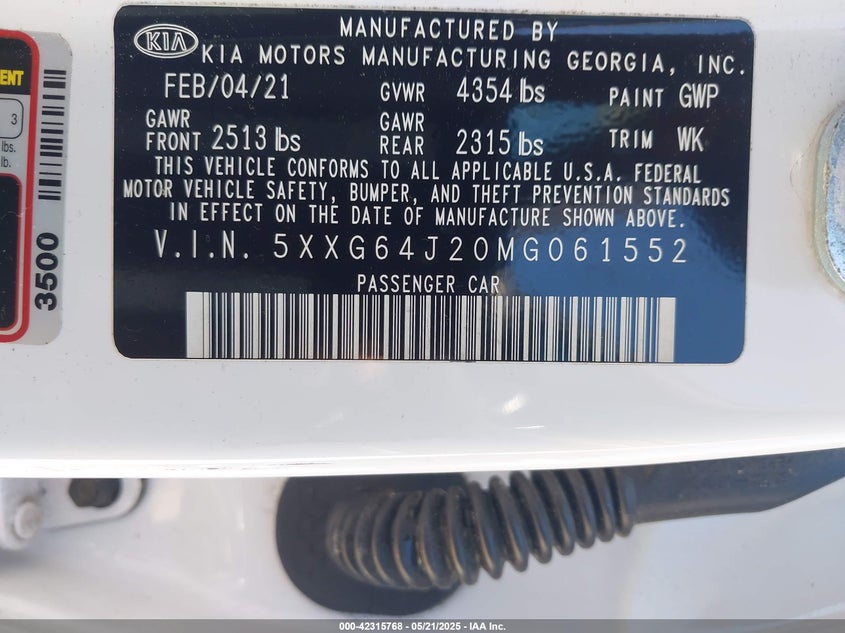 MANUFACTURED BY
KIA
KIA MOTORS MANUFACTURING GEORGIA, INC.
FEB/04/21 GVWR 4354 lbs PAINT GWP
GAWR FRONT 2513 lbs GAWR REAR 2315 lbs TRIM WK
THIS VEHICLE CONFORMS TO ALL APPLICABLE U.S.A. FEDERAL
MOTOR VEHICLE SAFETY, BUMPER, AND THEFT PREVENTION STANDARDS
IN EFFECT ON THE DATE OF MANUFACTURE SHOWN ABOVE.
V.I.N. 5XXG64J20MG061552
PASSENGER CAR
3
lbs.
lb.
3500
000-42315768 - 05/21/2025 - IAA Inc.